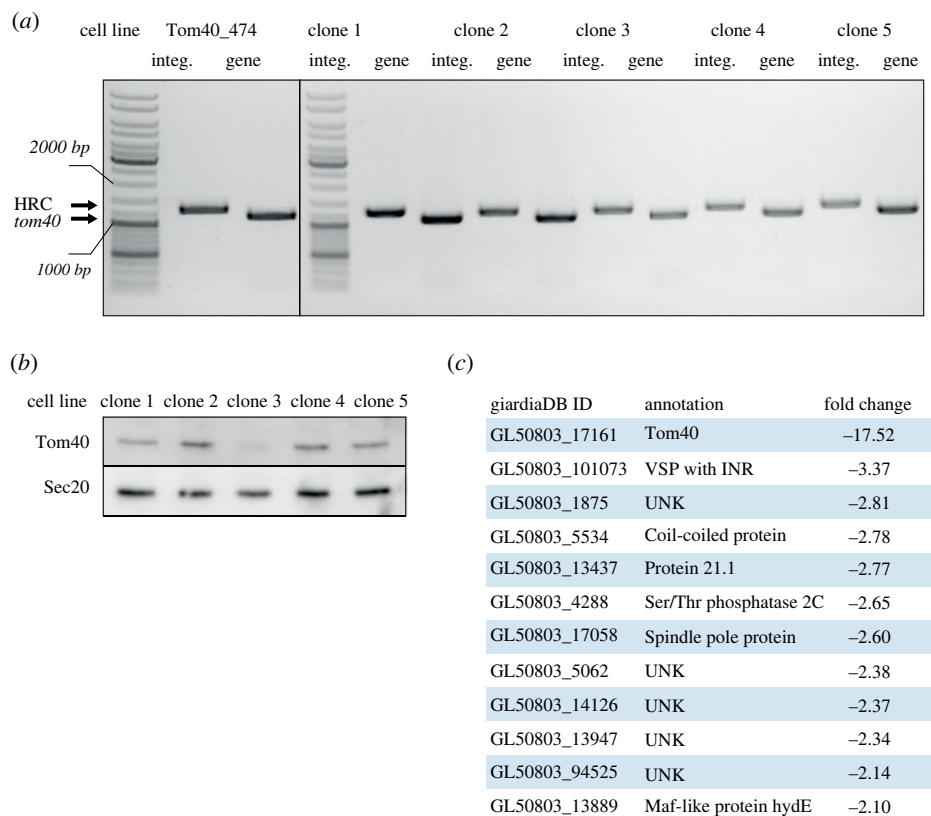 (a)
cell line Tom40_474 clone 1 clone 2 clone 3 clone 4 clone 5
integ. gene integ. gene integ. gene integ. gene integ. gene integ. gene
2000 bp
HRC
tom40
1000 bp
(b)
cell line clone 1 clone 2 clone 3 clone 4 clone 5
Tom40
Sec20
(c)
giardiaDB ID annotation fold change
GL50803_17161 Tom40 –17.52
GL50803_101073 VSP with INR –3.37
GL50803_1875 UNK –2.81
GL50803_5534 Coil-coiled protein –2.78
GL50803_13437 Protein 21.1 –2.77
GL50803_4288 Ser/Thr phosphatase 2C –2.65
GL50803_17058 Spindle pole protein –2.60
GL50803_5062 UNK –2.38
GL50803_14126 UNK –2.37
GL50803_13947 UNK –2.34
GL50803_94525 UNK –2.14
GL50803_13889 Maf-like protein hydE –2.10